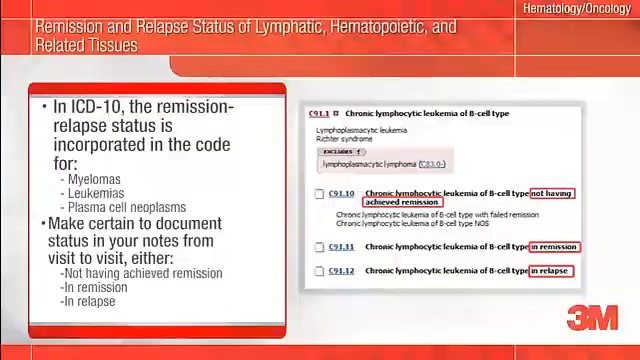 Hematology/Oncology
Remission and Relapse Status of Lymphatic, Hematopoietic, and
Related Tissues
• In ICD-10, the remission-
relapse status is
incorporated in the code
for:
- Myelomas
- Leukemias
- Plasma cell neoplasms
• Make certain to document
status in your notes from
visit to visit, either:
-Not having achieved remission
-In remission
-In relapse
C91.1 Chronic lymphocytic leukemia of B-cell type
Lymphoplasmacytic leukemia
Richter syndrome
EXCLUDES 1
lymphoplasmacytic lymphoma (C83.0-)
C91.10 Chronic lymphocytic leukemia of B-cell type not having
achieved remission
Chronic lymphocytic leukemia of B-cell type with failed remission
Chronic lymphocytic leukemia of B-cell type NOS
C91.11 Chronic lymphocytic leukemia of B-cell type in remission
C91.12 Chronic lymphocytic leukemia of B-cell type in relapse
3M